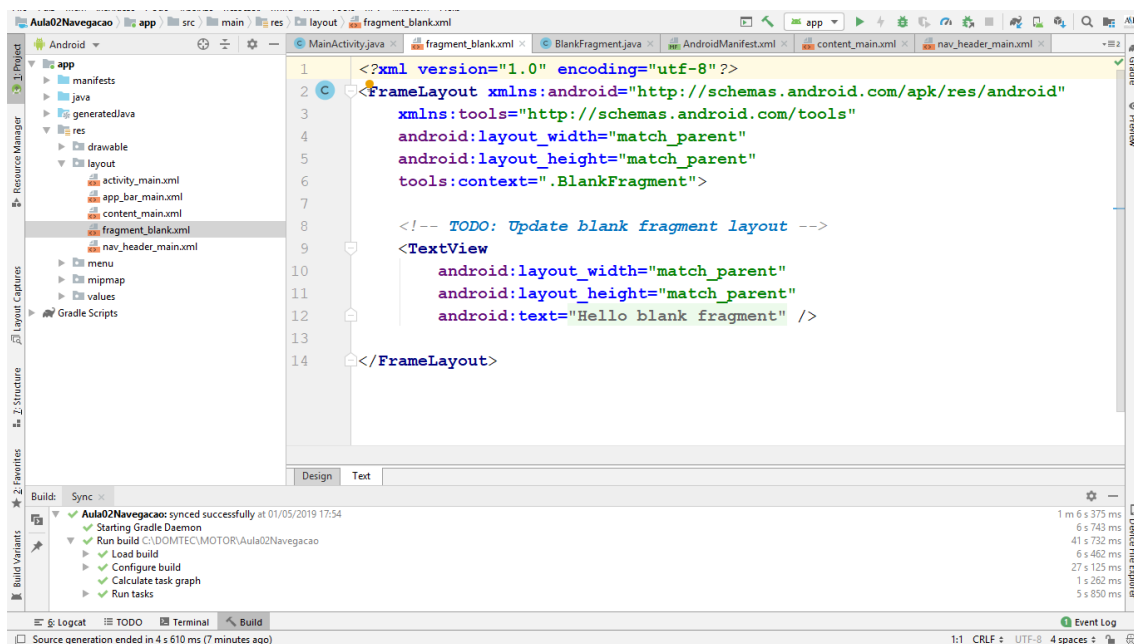 Aula02Navegacao app src main res layout fragment_blank.xml app
Android
MainActivity.java fragment_blank.xml BlankFragment.java AndroidManifest.xml content_main.xml nav_header_main.xml 2
1: Project
Resource Manager
Layout Captures
7: Structure
2: Favorites
Build Variants
app
manifests
java
generatedJava
res
drawable
layout
activity_main.xml
app_bar_main.xml
content_main.xml
fragment_blank.xml
nav_header_main.xml
menu
mipmap
values
Gradle Scripts
1 <?xml version="1.0" encoding="utf-8"?>
2 C <FrameLayout xmlns:android="http://schemas.android.com/apk/res/android"
3 xmlns:tools="http://schemas.android.com/tools"
4 android:layout_width="match_parent"
5 android:layout_height="match_parent"
6 tools:context=".BlankFragment">
7
8 <!-- TODO: Update blank fragment layout -->
9 <TextView
10 android:layout_width="match_parent"
11 android:layout_height="match_parent"
12 android:text="Hello blank fragment" />
13
14 </FrameLayout>
Gradle
Preview
Device File Explorer
Design Text
Build: Sync
Aula02Navegacao: synced successfully at 01/05/2019 17:54 1 m 6 s 375 ms
Starting Gradle Daemon 6 s 743 ms
Run build C:\DOMTEC\MOTOR\Aula02Navegacao 41 s 732 ms
Load build 6 s 462 ms
Configure build 27 s 125 ms
Calculate task graph 1 s 262 ms
Run tasks 5 s 850 ms
6: Logcat TODO Terminal Build 1 Event Log
Source generation ended in 4 s 610 ms (7 minutes ago) 1:1 CRLF UTF-8 4 spaces